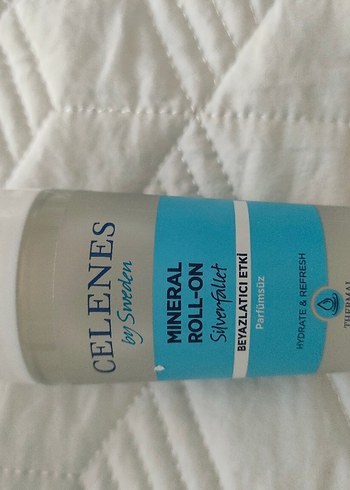 CELENES
by Sweden
MINERAL
ROLL-ON
Silverfallet
BEYAZLATICI ETKİ
Parfümsüz
HYDRATE & REFRESH
THERMAL